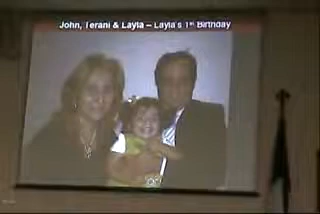 John, Terani & Layla – Layla's 1st Birthday